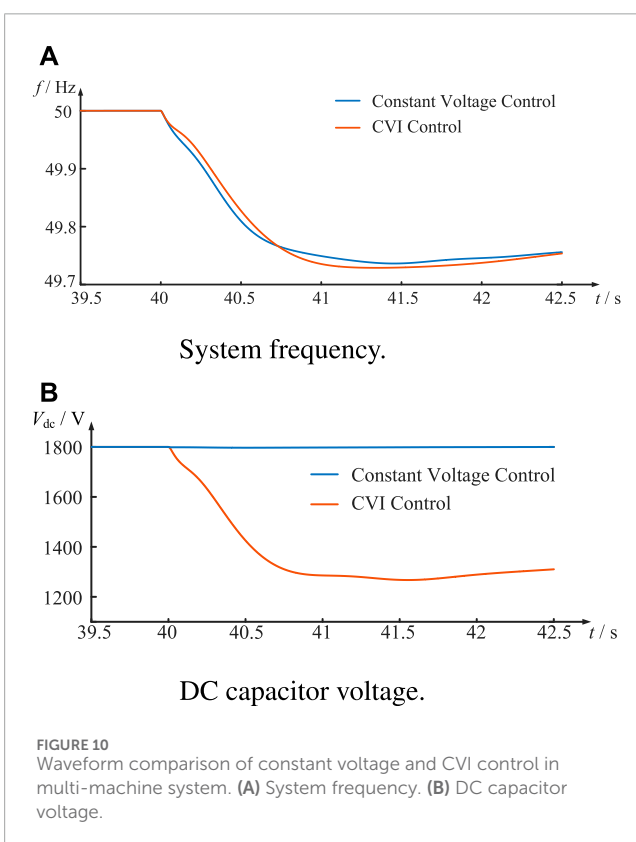 A
f / Hz
Constant Voltage Control
CVI Control
50
49.9
49.8
49.7
39.5 40 40.5 41 41.5 42 42.5 t / s
System frequency.
B
Vdc / V
1800
Constant Voltage Control
1600
CVI Control
1400
1200
39.5 40 40.5 41 41.5 42 42.5 t / s
DC capacitor voltage.
FIGURE 10
Waveform comparison of constant voltage and CVI control in
multi-machine system. (A) System frequency. (B) DC capacitor
voltage.